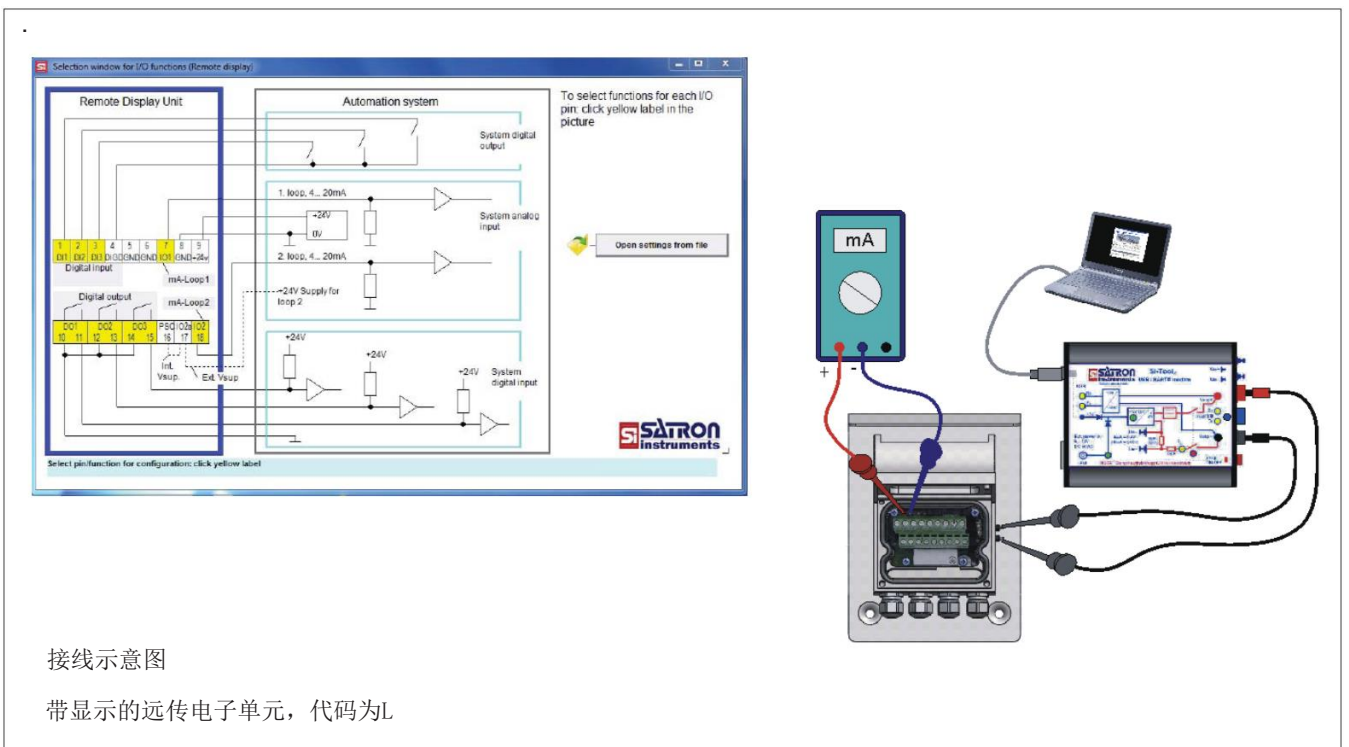 .
Selection window for I/O functions (Remote display)
Remote Display Unit
Automation system
To select functions for each I/O
pin: click yellow label in the
picture
System digital
output
1. loop, 4... 20mA
+24V
0V
System analog
input
Open settings from file
1 2 3 4 5 6 7 8 9
DI1 DI2 DI3 DIGD GND GND IO1 GND +24v
Digital input
mA-Loop1
2. loop, 4... 20mA
+24V Supply for
loop 2
Digital output
mA-Loop2
DO1 DO2 DO3 PSO IO2s IO2
10 11 12 13 14 15 16 17 18
Int.
Vsup.
Ext. Vsup
+24V
+24V
+24V
System
digital input
SATRON
instruments
Select pin/function for configuration: click yellow label
mA
+ -
SATRON
instruments
Si-Tool
USB / HART® modem
接线示意图
带显示的远传电子单元，代码为L